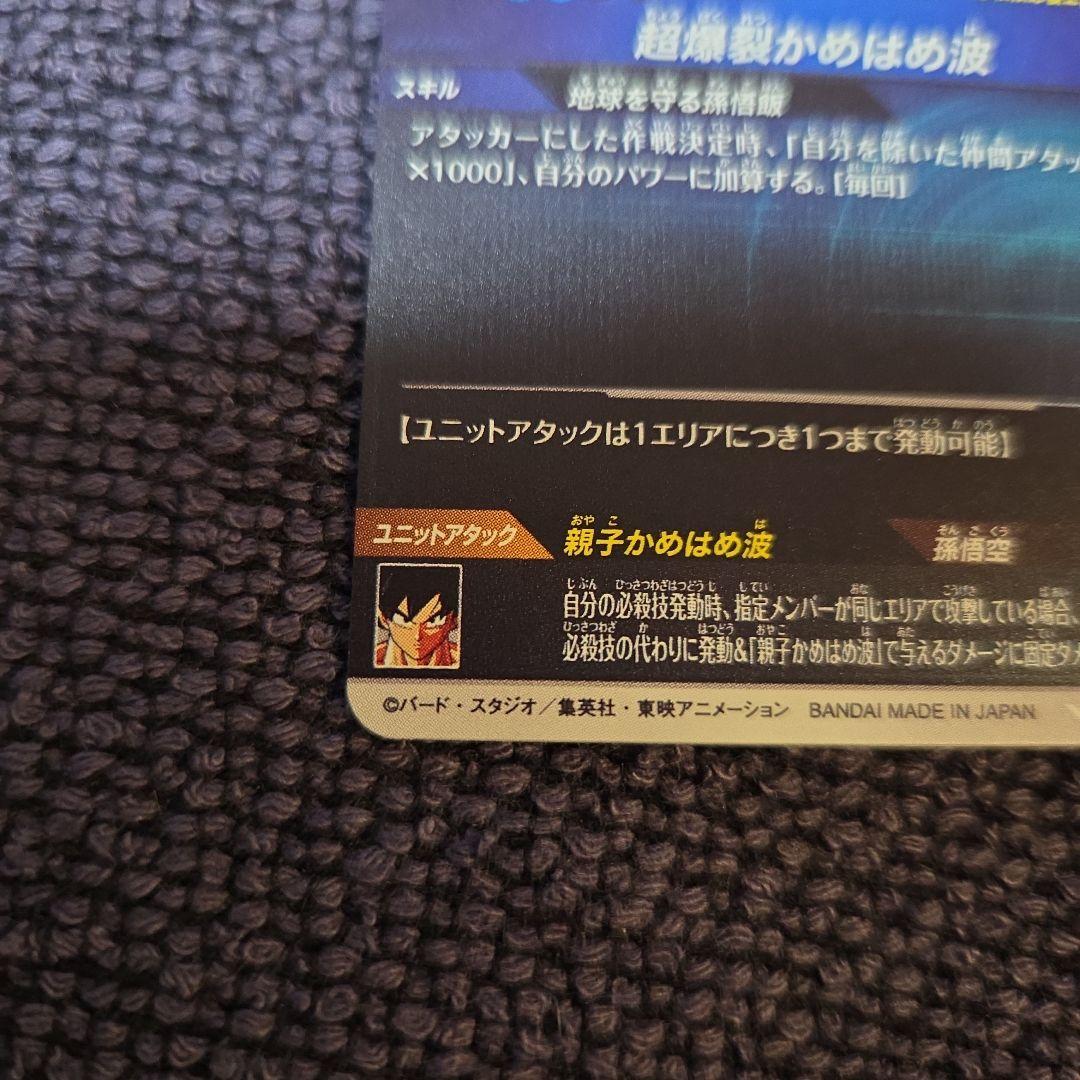 超爆裂かめはめ波
スキル 地球を守る孫悟飯
アタッカーにした作戦決定時、「自分を除いた仲間アタッ
×1000」、自分のパワーに加算する。[毎回]
【ユニットアタックは1エリアにつき1つまで発動可能】
ユニットアタック 親子かめはめ波 孫悟空
自分の必殺技発動時、指定メンバーが同じエリアで攻撃している場合、
必殺技の代わりに発動&「親子かめはめ波」で与えるダメージに固定ダメ
©バード・スタジオ/集英社・東映アニメーション BANDAI MADE IN JAPAN